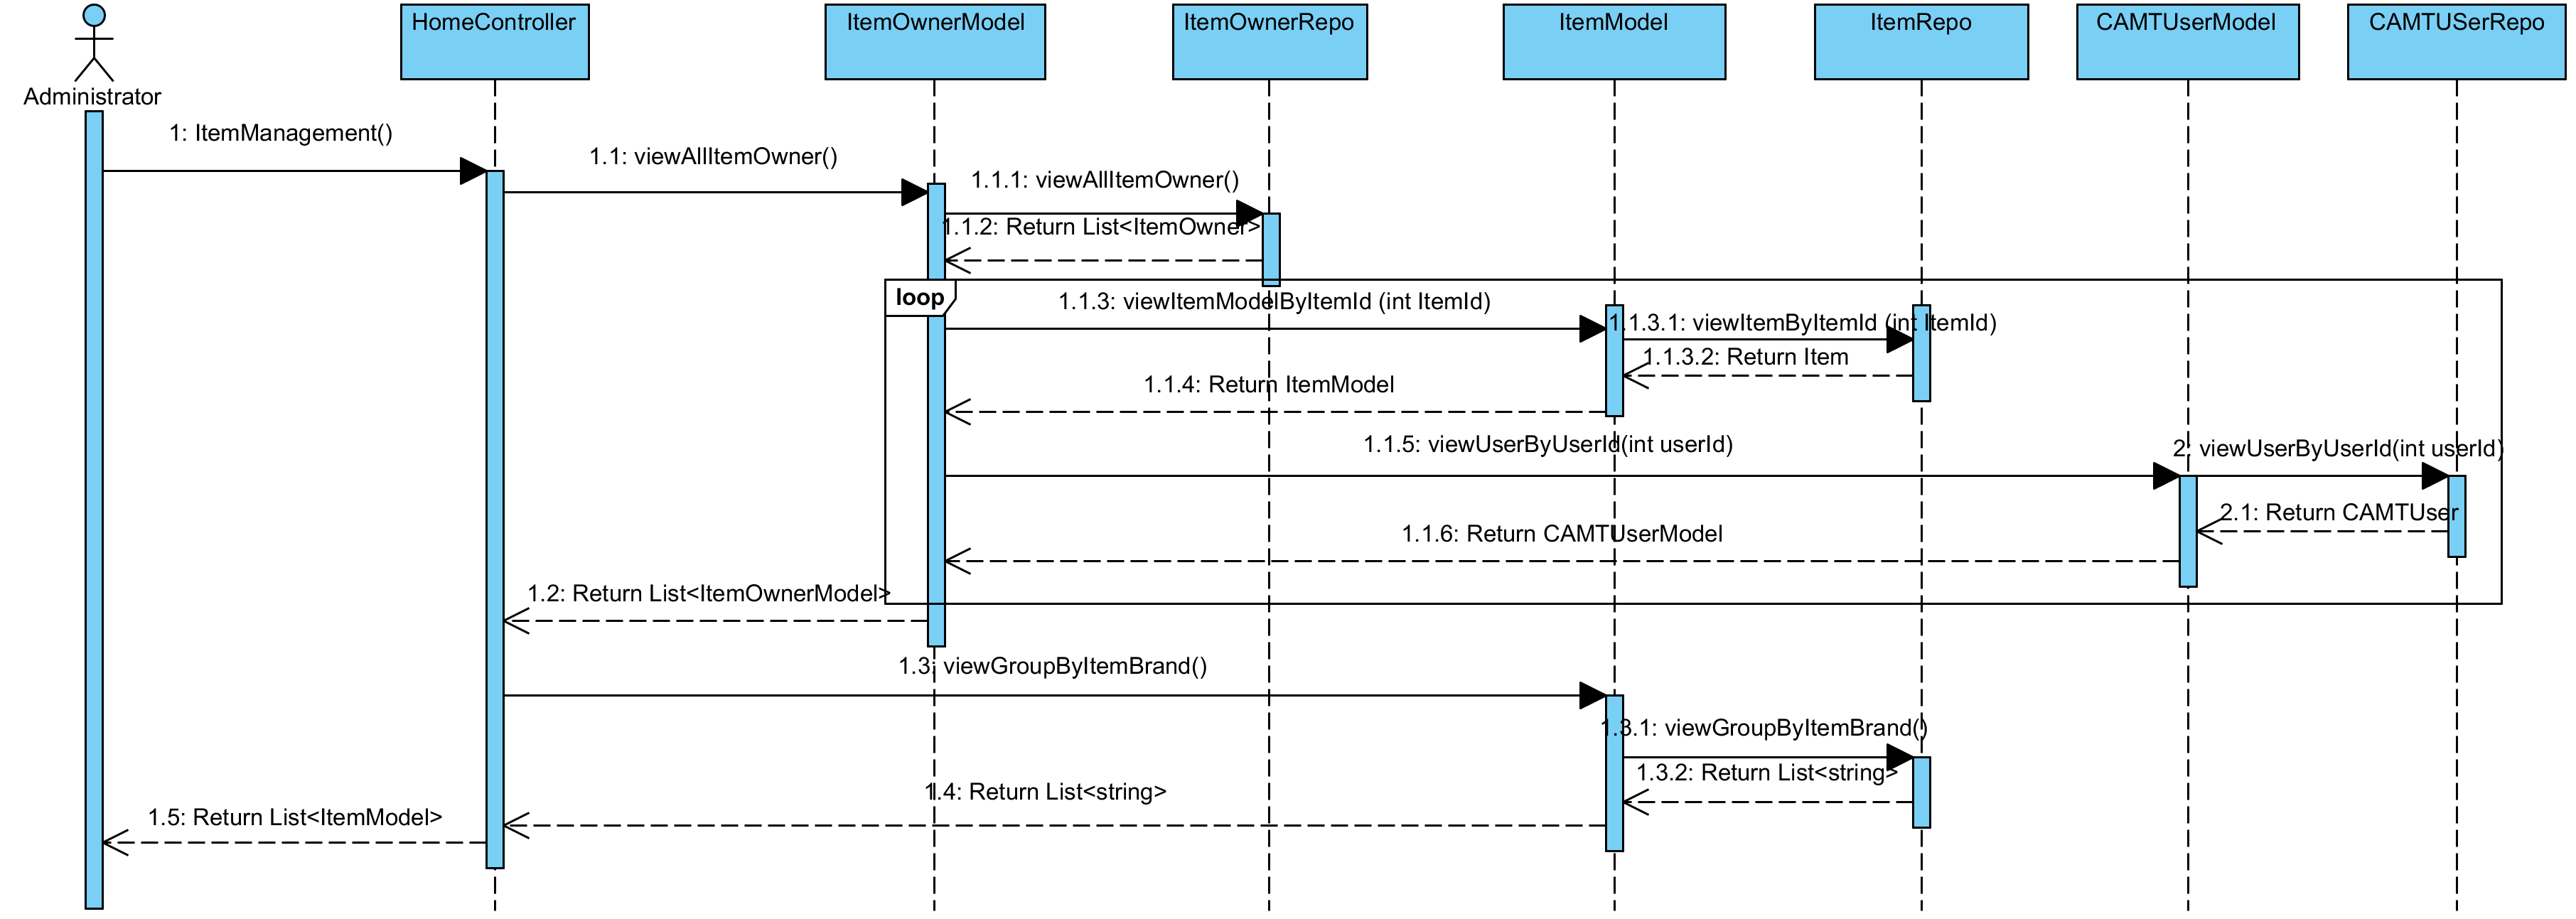 HomeController
ItemOwnerModel
ItemOwnerRepo
ItemModel
ItemRepo
CAMTUserModel
CAMTUSerRepo
Administrator
1: ItemManagement()
1.1: viewAllItemOwner()
1.1.1: viewAllItemOwner()
1.1.2: Return List<ItemOwner>
loop
1.1.3: viewItemModelByItemId (int ItemId)
1.1.3.1: viewItemByItemId (int ItemId)
1.1.3.2: Return Item
1.1.4: Return ItemModel
1.1.5: viewUserByUserId(int userId)
2: viewUserByUserId(int userId)
2.1: Return CAMTUser
1.1.6: Return CAMTUserModel
1.2: Return List<ItemOwnerModel>
1.3: viewGroupByItemBrand()
1.3.1: viewGroupByItemBrand()
1.3.2: Return List<string>
1.4: Return List<string>
1.5: Return List<ItemModel>